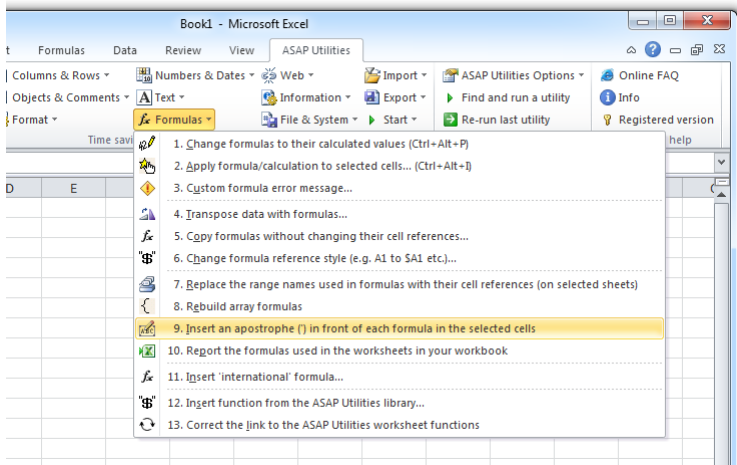 Book1 - Microsoft Excel
t Formulas Data Review View ASAP Utilities
Columns & Rows Numbers & Dates Web Import ASAP Utilities Options Online FAQ
Objects & Comments Text Information Export Find and run a utility Info
Format Formulas File & System Start Re-run last utility Registered version
Time savi help
1. Change formulas to their calculated values (Ctrl+Alt+P)
2. Apply formula/calculation to selected cells... (Ctrl+Alt+I)
3. Custom formula error message...
4. Transpose data with formulas...
5. Copy formulas without changing their cell references...
6. Change formula reference style (e.g. A1 to $A1 etc.)...
7. Replace the range names used in formulas with their cell references (on selected sheets)
8. Rebuild array formulas
9. Insert an apostrophe (') in front of each formula in the selected cells
10. Report the formulas used in the worksheets in your workbook
11. Insert 'international' formula...
12. Insert function from the ASAP Utilities library...
13. Correct the link to the ASAP Utilities worksheet functions
D E